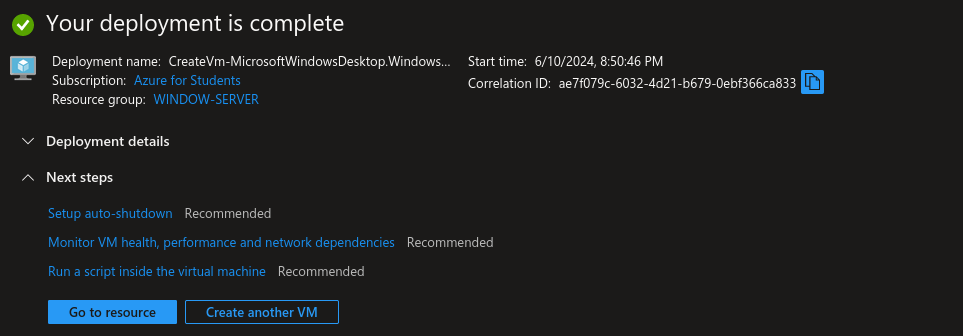 Your deployment is complete
Deployment name: CreateVm-MicrosoftWindowsDesktop.Windows...
Start time: 6/10/2024, 8:50:46 PM
Subscription: Azure for Students
Correlation ID: ae7f079c-6032-4d21-b679-0ebf366ca833
Resource group: WINDOW-SERVER
Deployment details
Next steps
Setup auto-shutdown Recommended
Monitor VM health, performance and network dependencies Recommended
Run a script inside the virtual machine Recommended
Go to resource
Create another VM